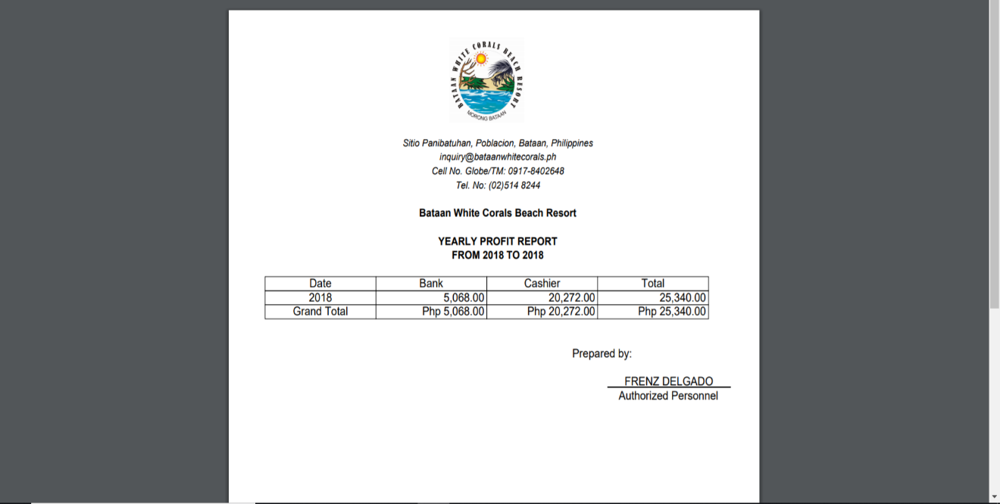 BATAAN WHITE CORALS BEACH RESORT
MORONG BATAAN
Sitio Panibatuhan, Poblacion, Bataan, Philippines
inquiry@bataanwhitecorals.ph
Cell No. Globe/TM: 0917-8402648
Tel. No: (02)514 8244
Bataan White Corals Beach Resort
YEARLY PROFIT REPORT
FROM 2018 TO 2018
Date Bank Cashier Total
2018 5,068.00 20,272.00 25,340.00
Grand Total Php 5,068.00 Php 20,272.00 Php 25,340.00
Prepared by:
FRENZ DELGADO
Authorized Personnel